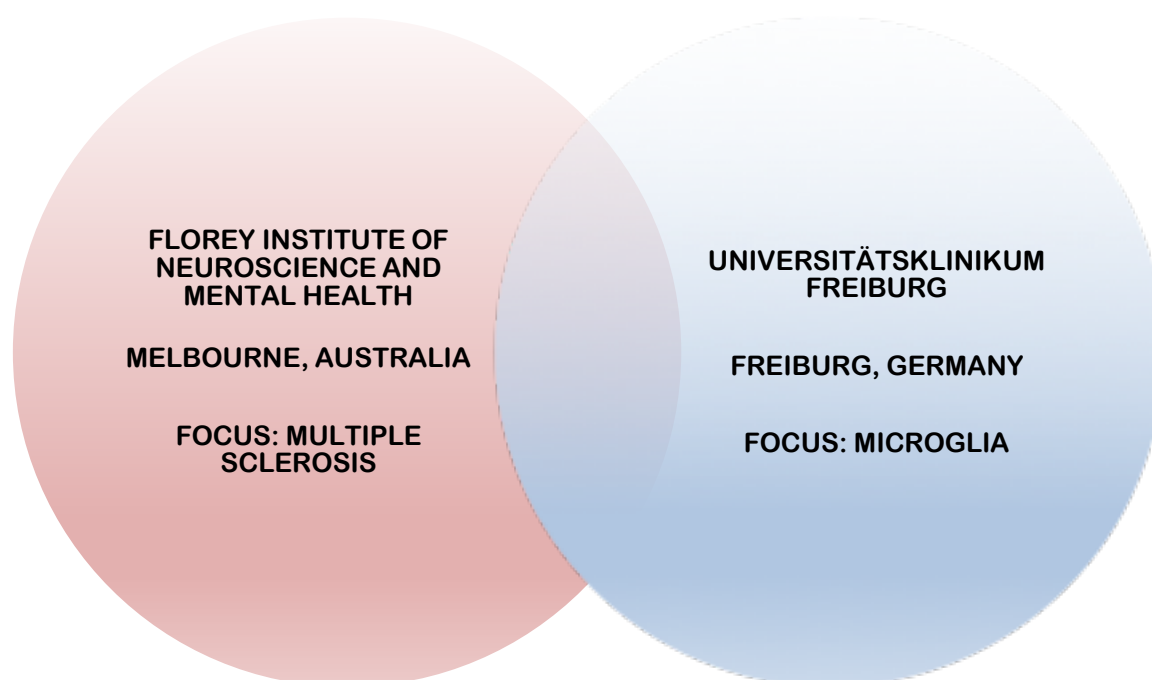 FLOREY INSTITUTE OF
NEUROSCIENCE AND
MENTAL HEALTH
MELBOURNE, AUSTRALIA
FOCUS: MULTIPLE
SCLEROSIS
UNIVERSITÄTSKLINIKUM
FREIBURG
FREIBURG, GERMANY
FOCUS: MICROGLIA